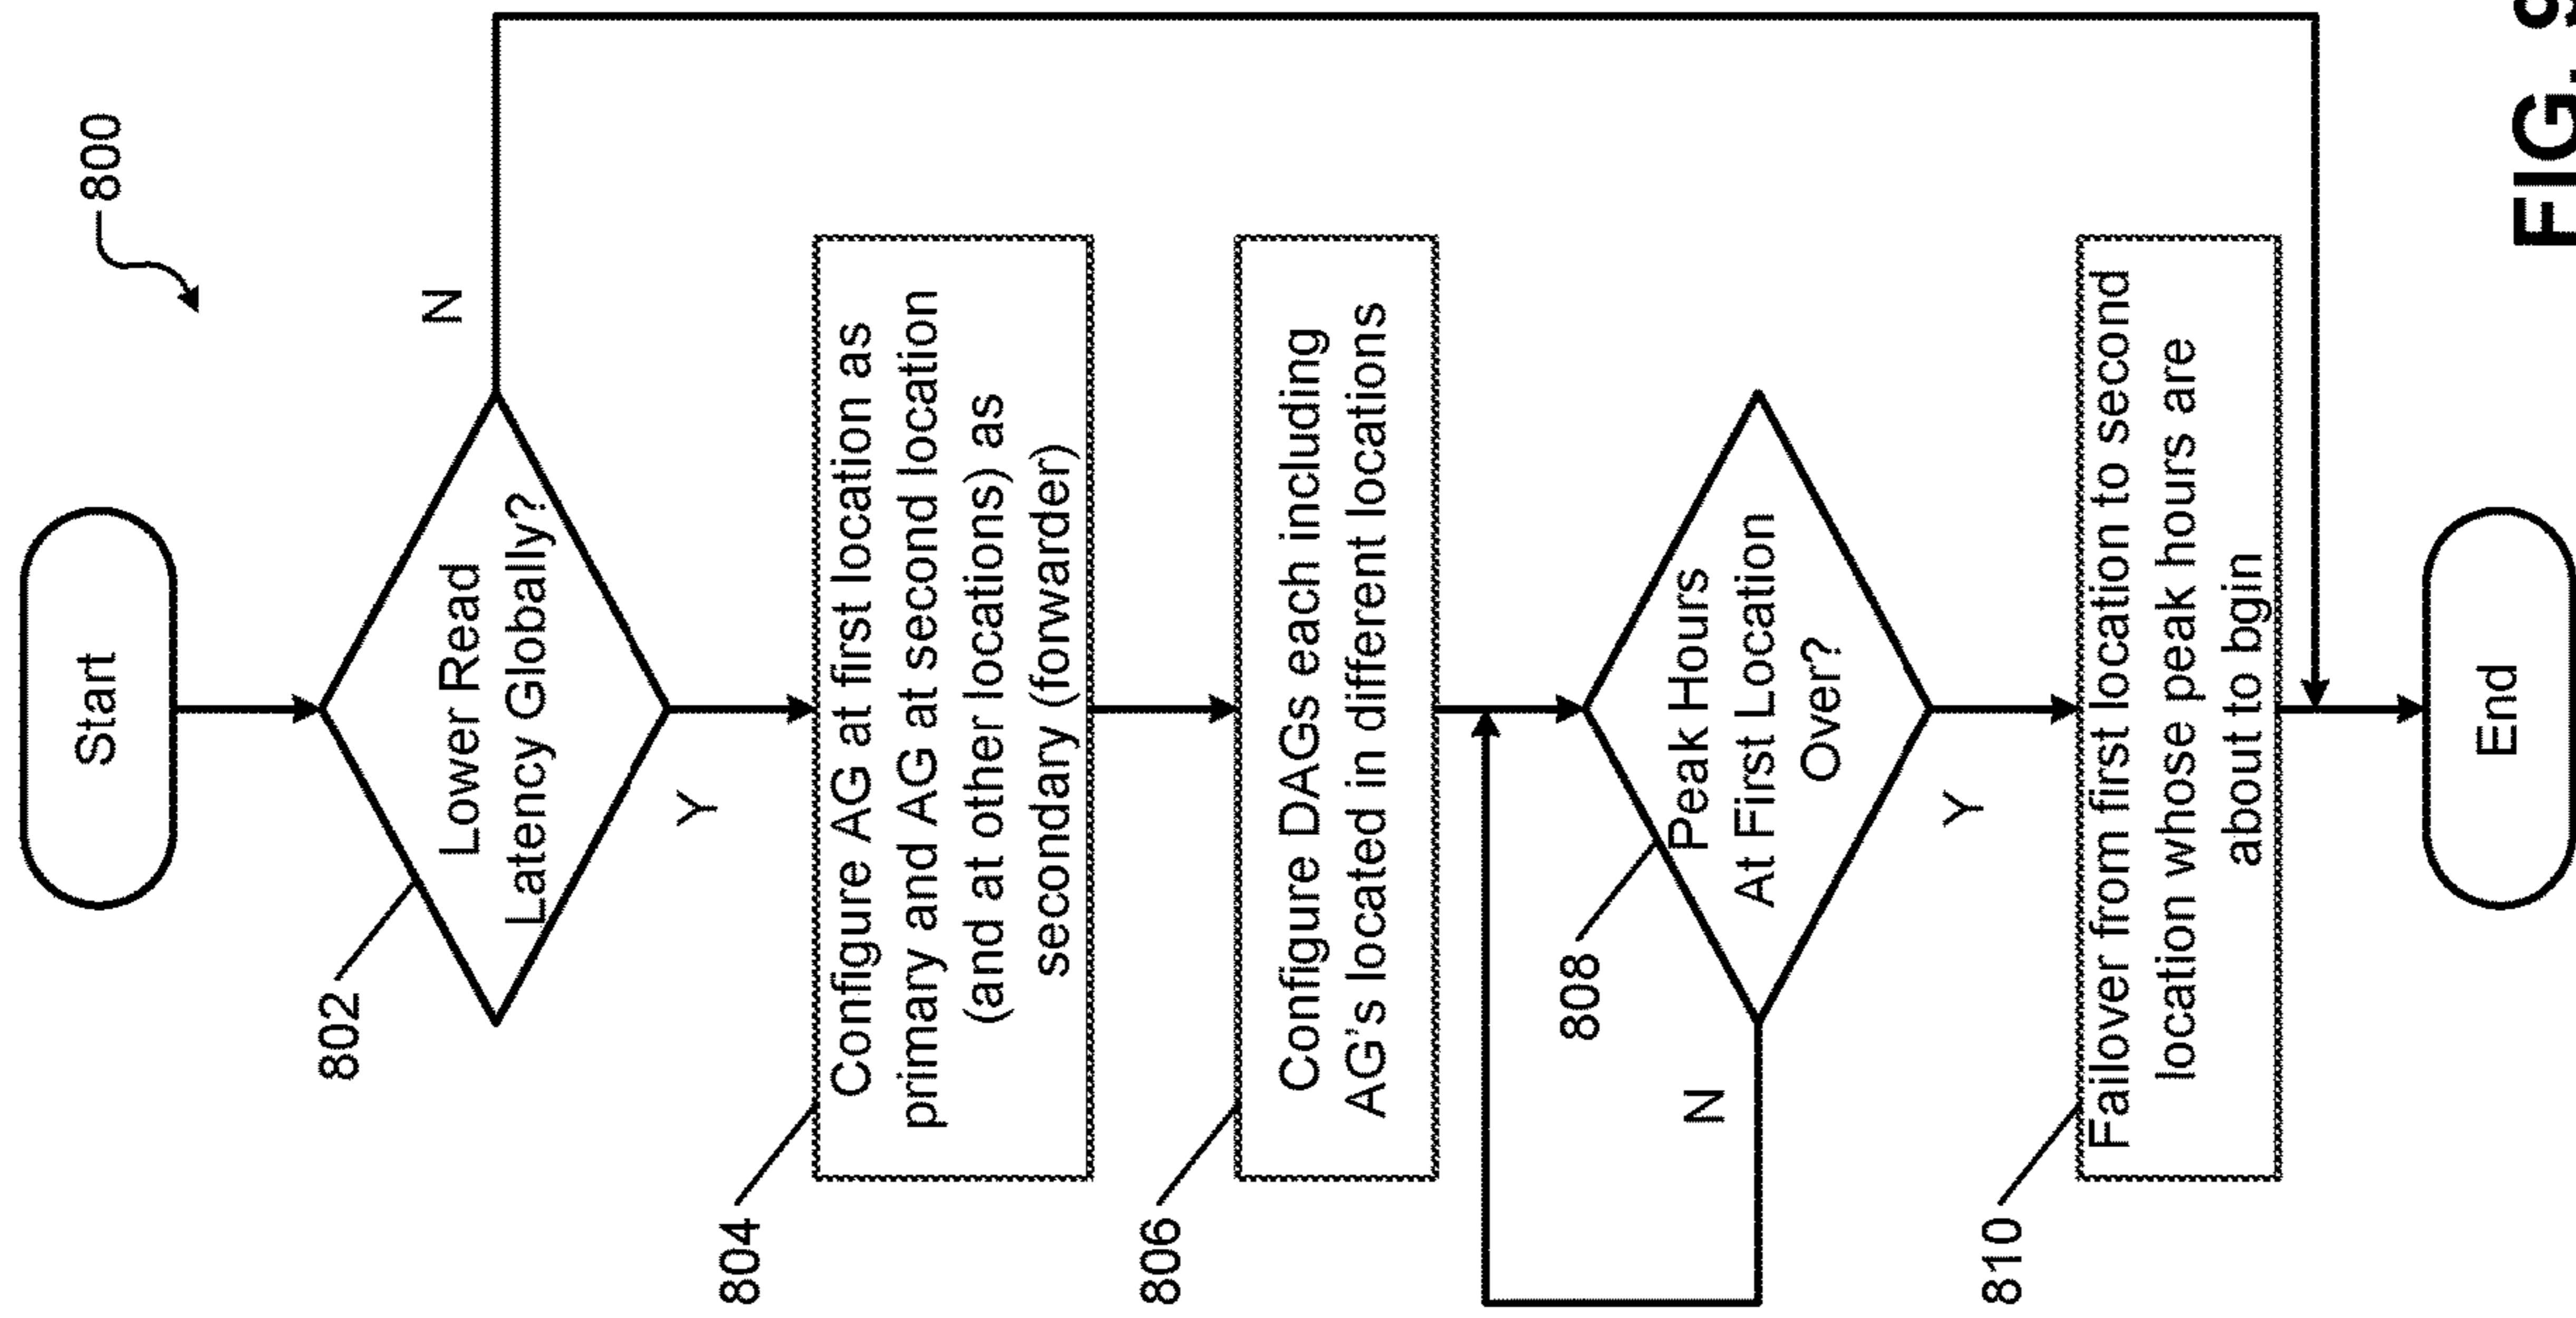 800
Start
802
Lower Read
Latency Globally?
N
Y
804
Configure AG at first location as
primary and AG at second location
(and at other locations) as
secondary (forwarder)
806
Configure DAGs each including
AG's located in different locations
808
Peak Hours
At First Location
Over?
N
Y
810
Failover from first location to second
location whose peak hours are
about to bgin
End
FIG. 9